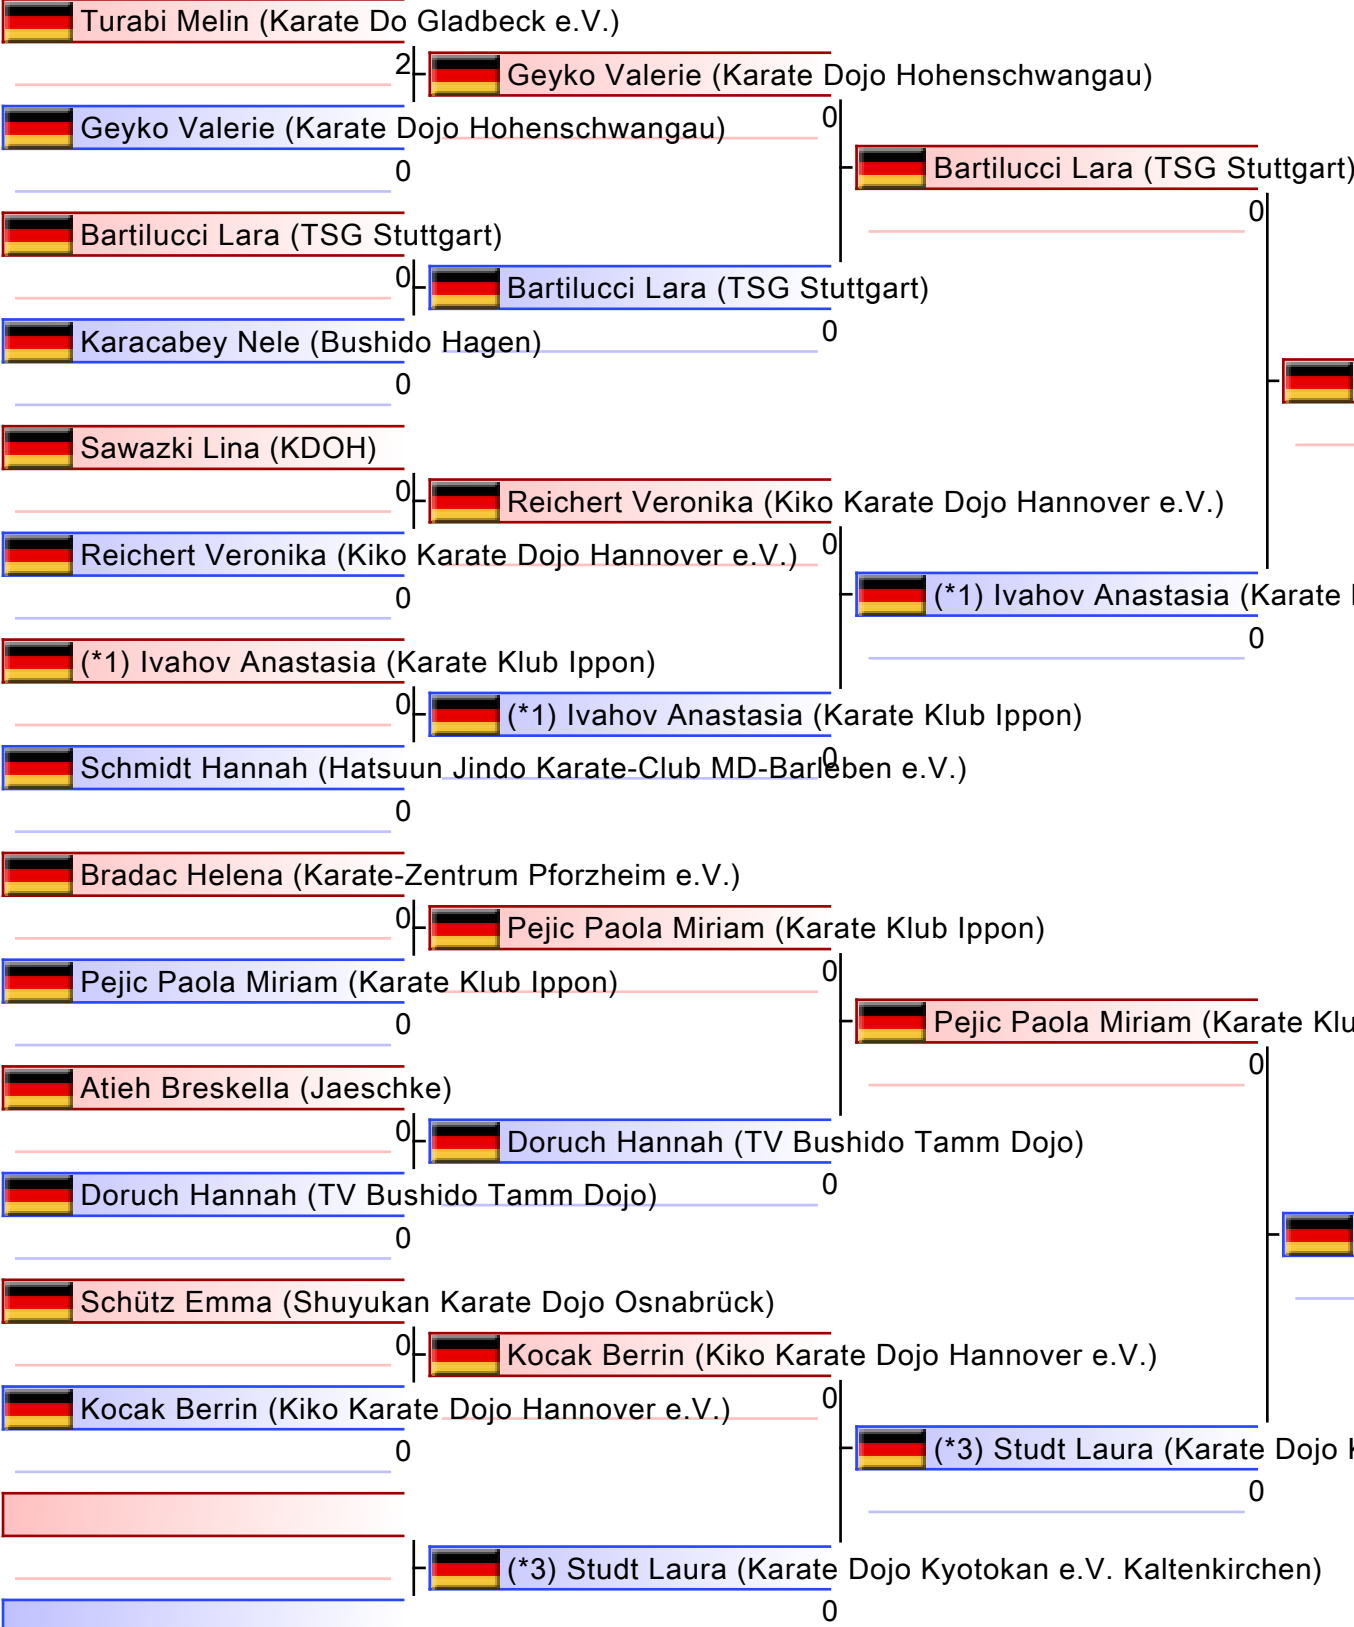 Turabi Melin (Karate Do Gladbeck e.V.)
2
Geyko Valerie (Karate Dojo Hohenschwangau)
0
Bartilucci Lara (TSG Stuttgart)
0
Karacabey Nele (Bushido Hagen)
0
Sawazki Lina (KDOH)
0
Reichert Veronika (Kiko Karate Dojo Hannover e.V.)
0
(*1) Ivahov Anastasia (Karate Klub Ippon)
0
Schmidt Hannah (Hatsuun Jindo Karate-Club MD-Barleben e.V.)
0
Bradac Helena (Karate-Zentrum Pforzheim e.V.)
0
Pejic Paola Miriam (Karate Klub Ippon)
0
Atieh Breskella (Jaeschke)
0
Doruch Hannah (TV Bushido Tamm Dojo)
0
Schütz Emma (Shuyukan Karate Dojo Osnabrück)
0
Kocak Berrin (Kiko Karate Dojo Hannover e.V.)
0
Geyko Valerie (Karate Dojo Hohenschwangau)
0
Bartilucci Lara (TSG Stuttgart)
0
Reichert Veronika (Kiko Karate Dojo Hannover e.V.)
0
(*1) Ivahov Anastasia (Karate Klub Ippon)
0
Pejic Paola Miriam (Karate Klub Ippon)
0
Doruch Hannah (TV Bushido Tamm Dojo)
0
Kocak Berrin (Kiko Karate Dojo Hannover e.V.)
0
(*3) Studt Laura (Karate Dojo Kyotokan e.V. Kaltenkirchen)
0
Bartilucci Lara (TSG Stuttgart)
0
(*1) Ivahov Anastasia (Karate
0
Pejic Paola Miriam (Karate Klu
0
(*3) Studt Laura (Karate Dojo
0